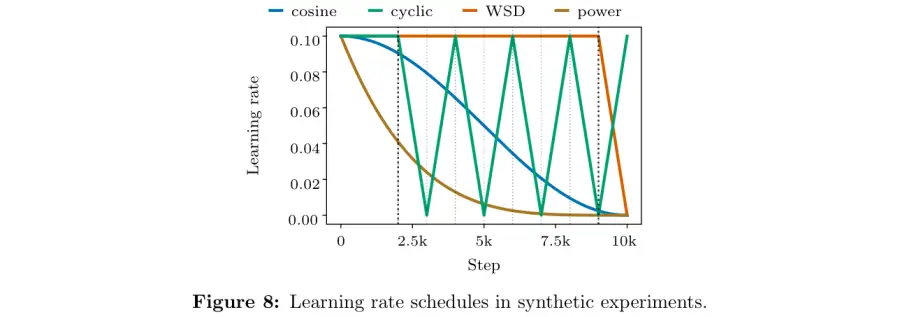 cosine cyclic WSD power
0.10
0.08
0.06
0.04
0.02
0.00
Learning rate
0 2.5k 5k 7.5k 10k
Step
Figure 8: Learning rate schedules in synthetic experiments.